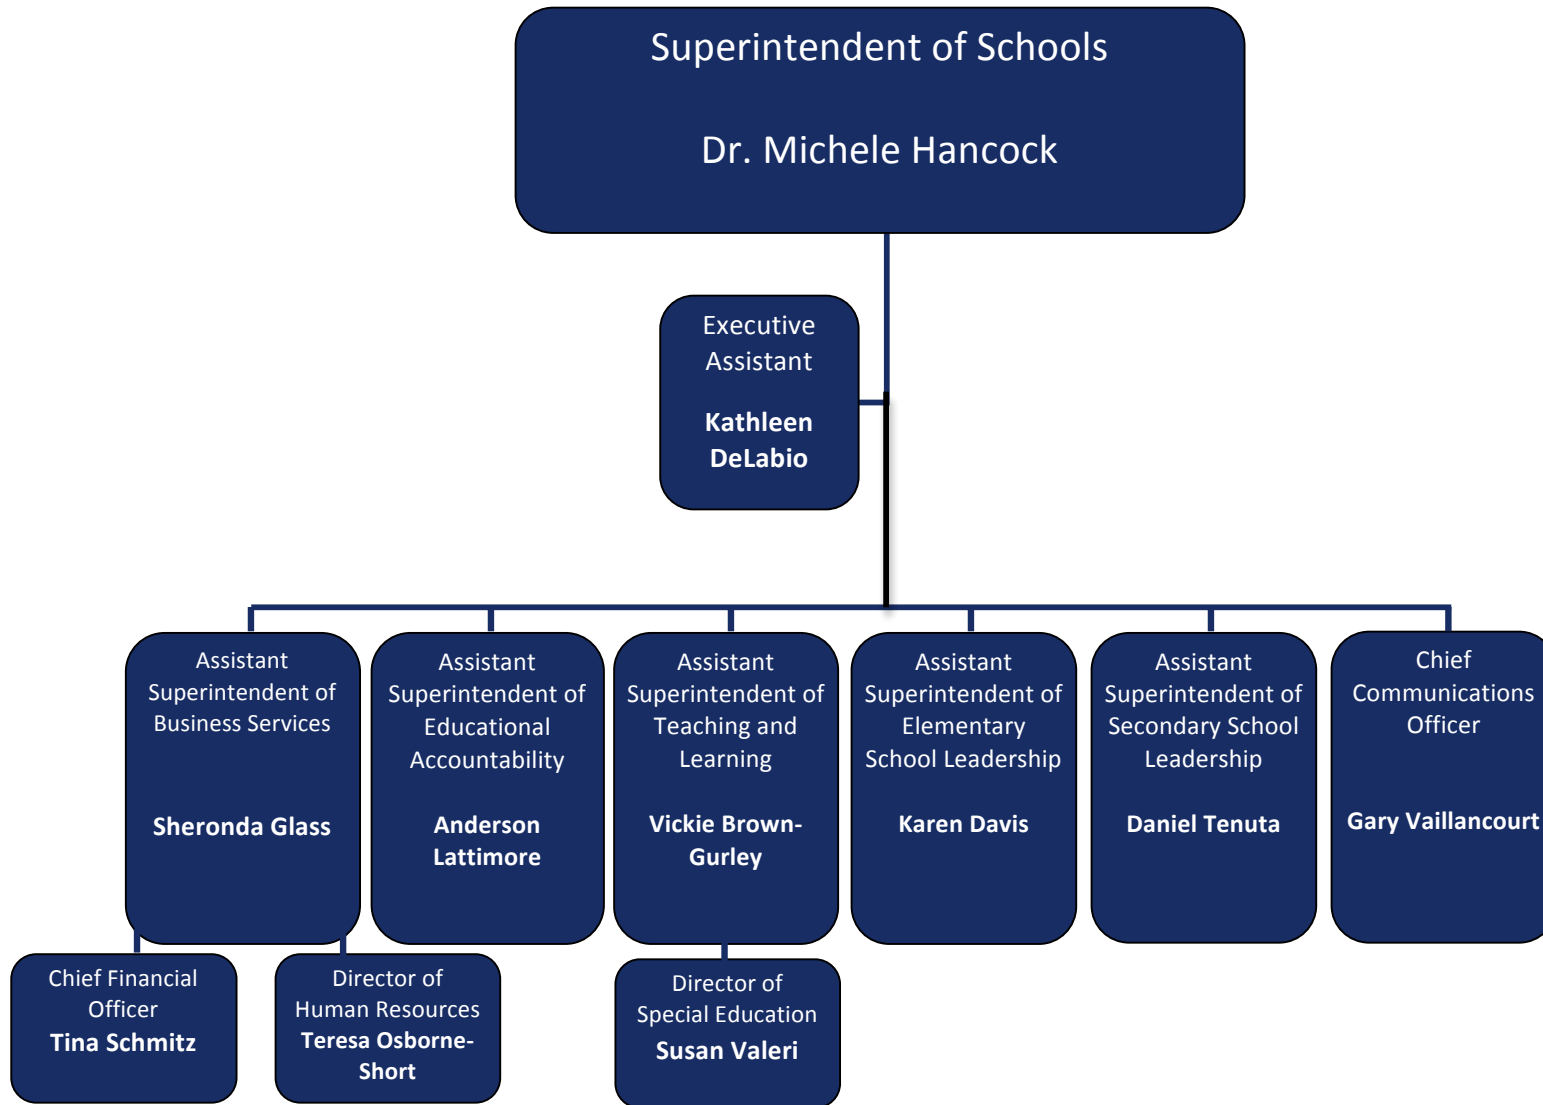 Superintendent of Schools
Dr. Michele Hancock
Executive
Assistant
Kathleen
DeLabio
Assistant
Superintendent of
Business Services
Sheronda Glass
Assistant
Superintendent of
Educational
Accountability
Anderson
Lattimore
Assistant
Superintendent of
Teaching and
Learning
Vickie Brown-
Gurley
Assistant
Superintendent of
Elementary
School Leadership
Karen Davis
Assistant
Superintendent of
Secondary School
Leadership
Daniel Tenuta
Chief
Communications
Officer
Gary Vaillancourt
Chief Financial
Officer
Tina Schmitz
Director of
Human Resources
Teresa Osborne-
Short
Director of
Special Education
Susan Valeri